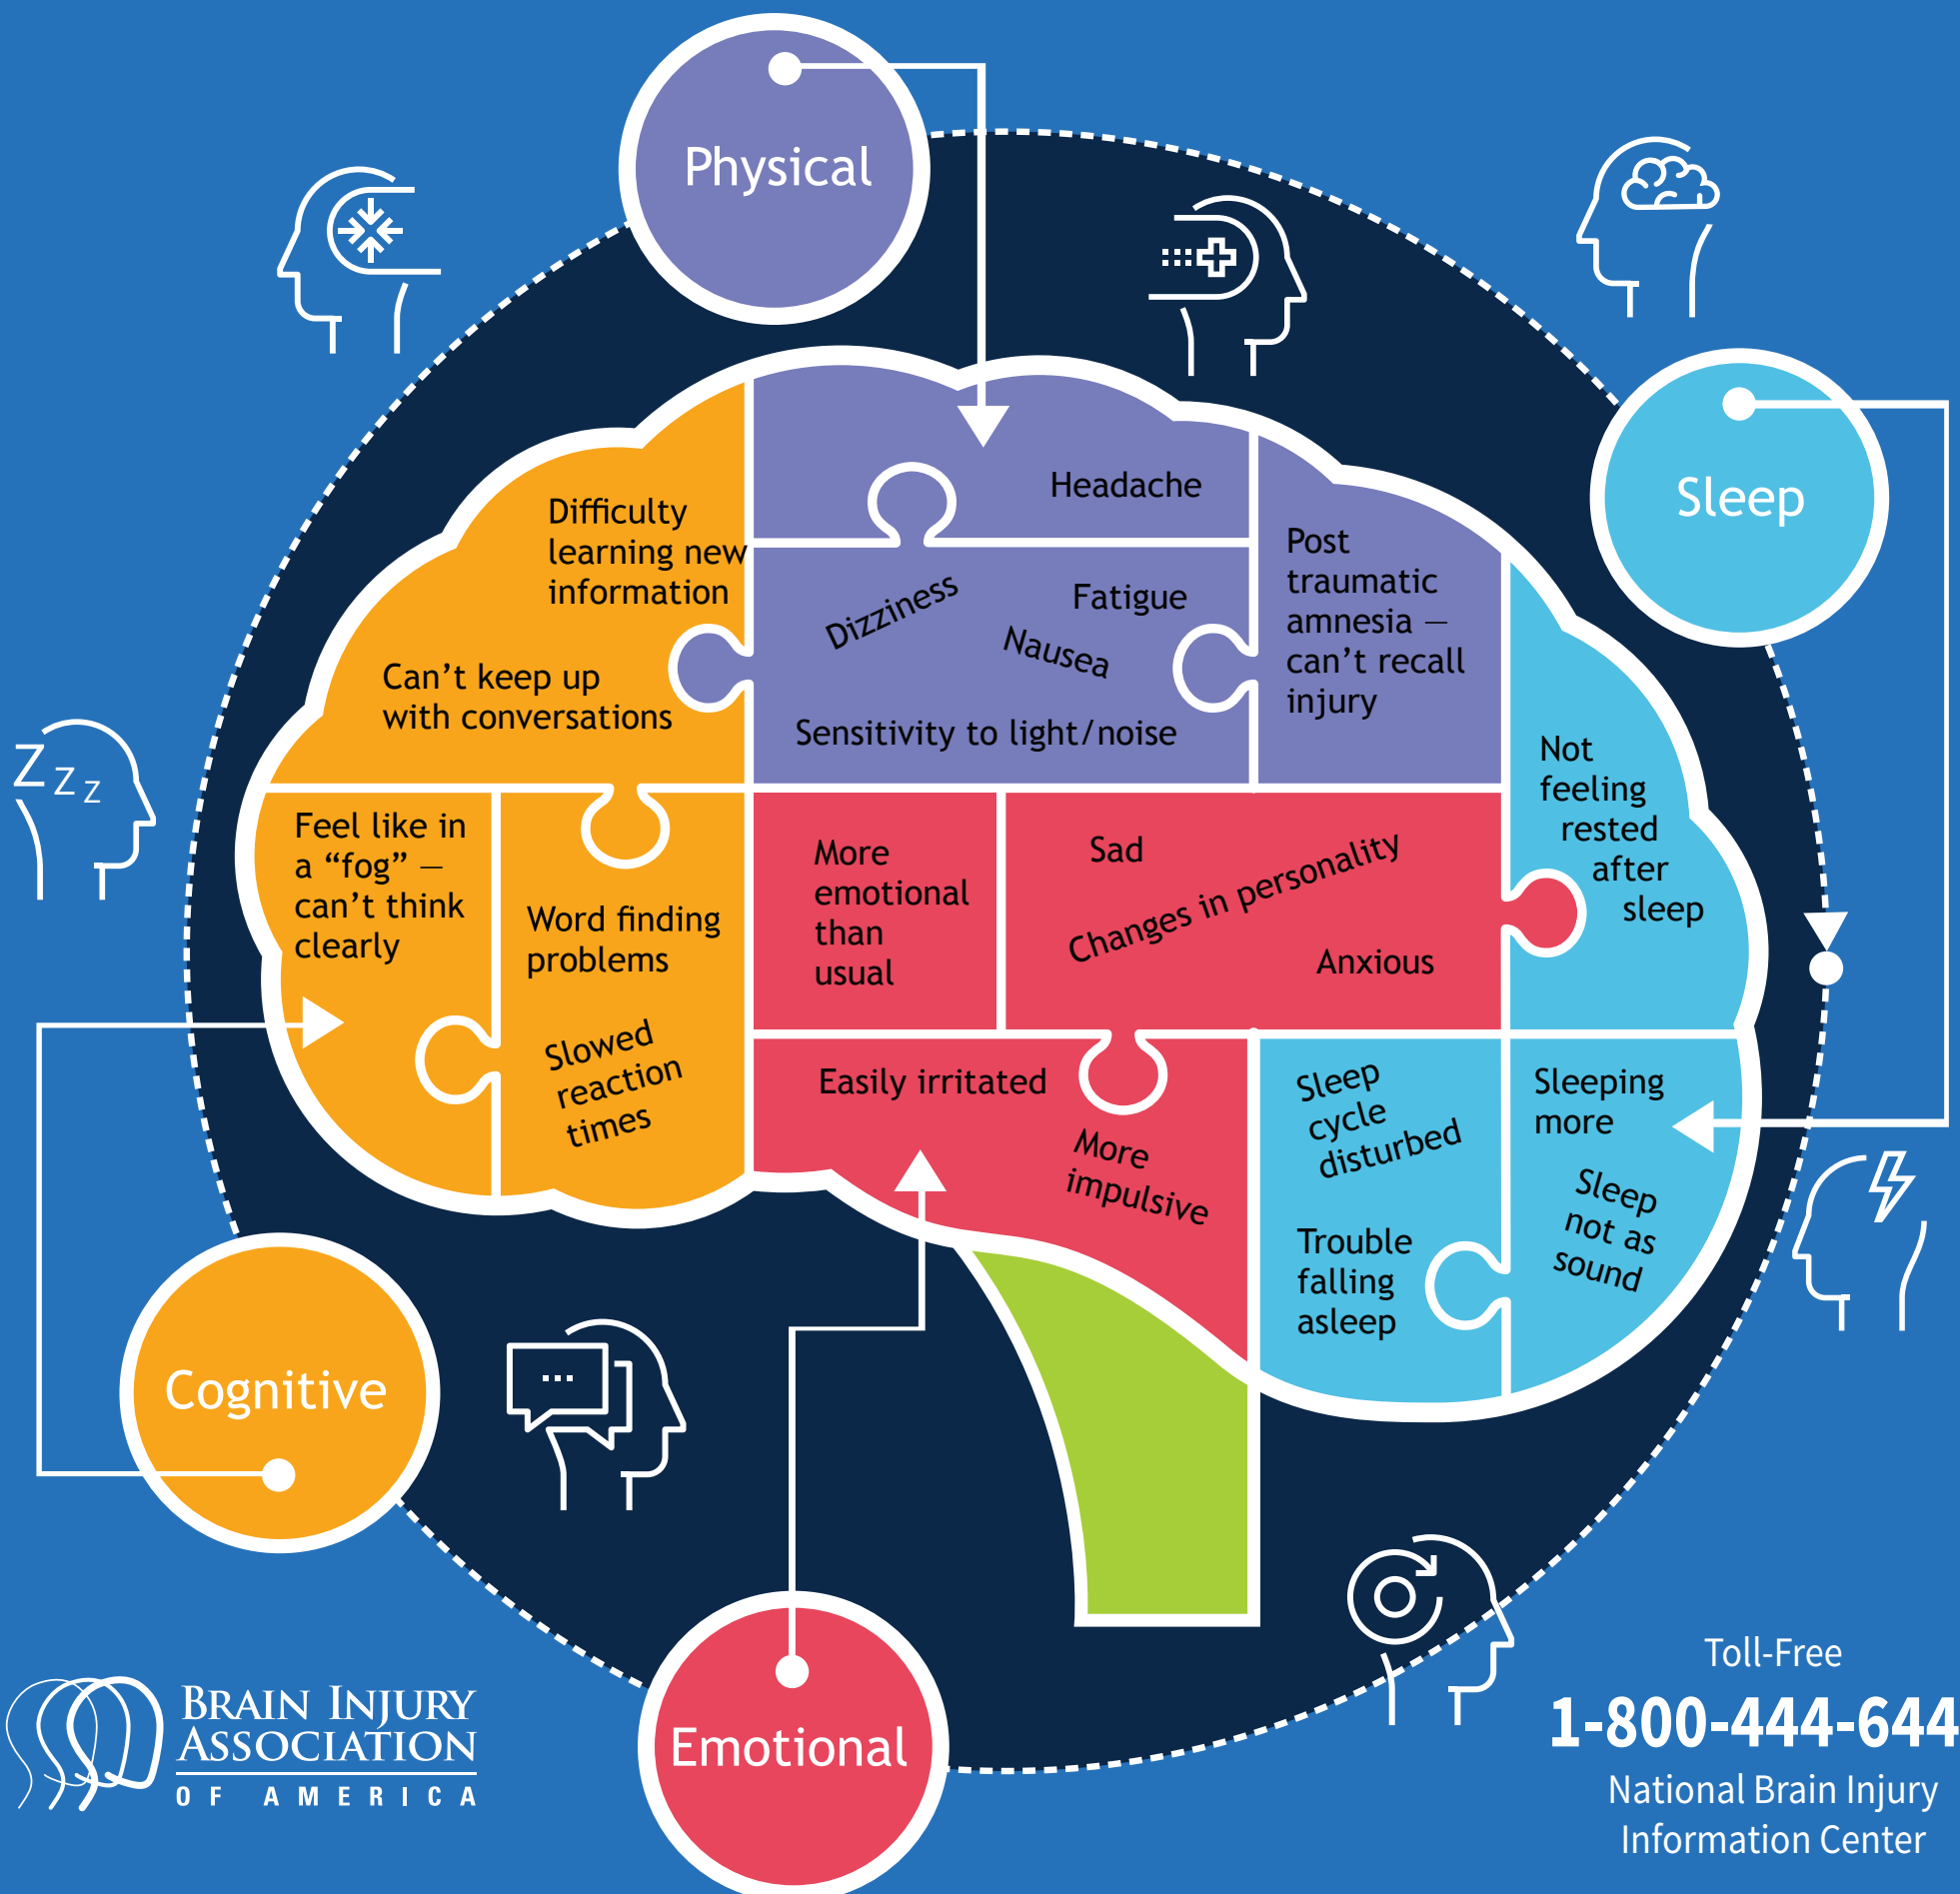 Physical
Sleep
Headache
Difficulty
learning new
information
Post
traumatic
amnesia —
can't recall
injury
Dizziness
Fatigue
Nausea
Can't keep up
with conversations
Sensitivity to light/noise
Not
feeling
rested
after
sleep
Z z z
Feel like in
a “fog” —
can't think
clearly
Word finding
problems
Slowed
reaction
times
More
emotional
than
usual
Sad
Changes in personality
Anxious
Easily irritated
More
impulsive
Sleep
cycle
disturbed
Sleeping
more
Sleep
not as
sound
Trouble
falling
asleep
Cognitive
Emotional
BRAIN INJURY
ASSOCIATION
OF AMERICA
Toll-Free
1-800-444-644
National Brain Injury
Information Center